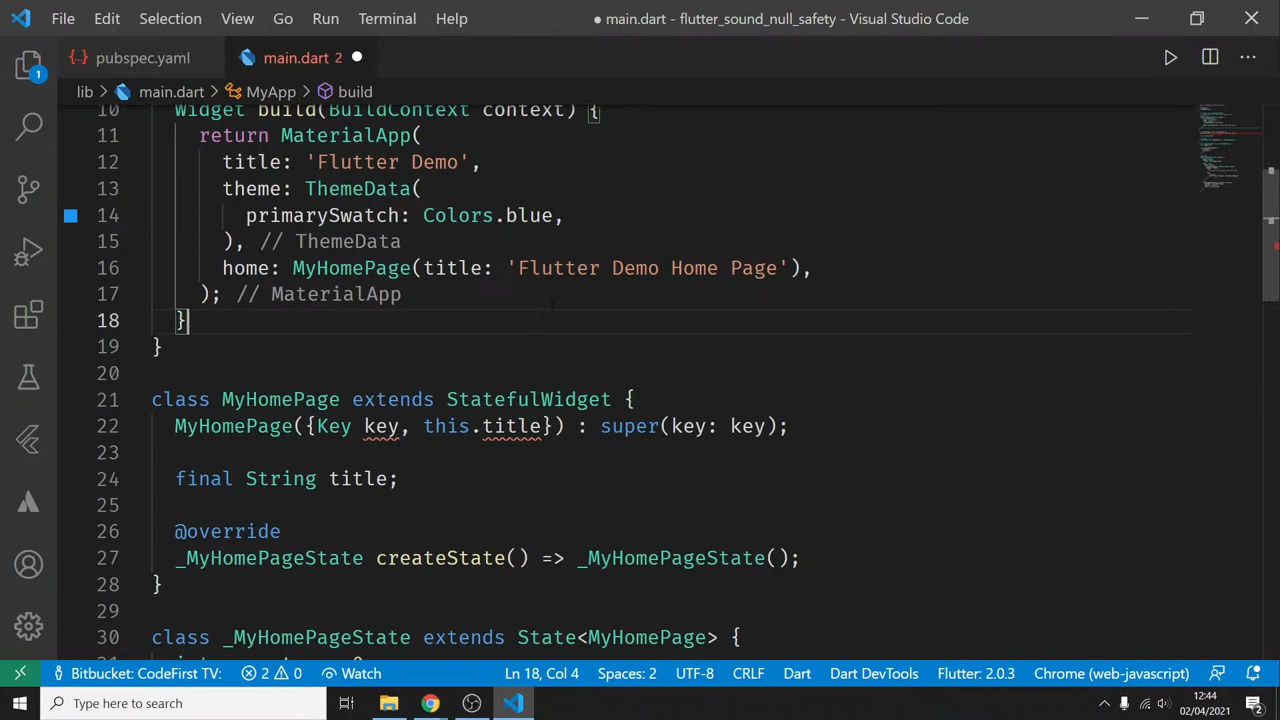 File Edit Selection View Go Run Terminal Help ● main.dart - flutter_sound_null_safety - Visual Studio Code
{..} pubspec.yaml main.dart 2 ●
lib > main.dart > MyApp > build
1
10 Widget build(BuildContext context) {
11 return MaterialApp(
12 title: 'Flutter Demo',
13 theme: ThemeData(
14 primarySwatch: Colors.blue,
15 ), // ThemeData
16 home: MyHomePage(title: 'Flutter Demo Home Page'),
17 ); // MaterialApp
18 }
19 }
20
21 class MyHomePage extends StatefulWidget {
22 MyHomePage({Key key, this.title}) : super(key: key);
23
24 final String title;
25
26 @override
27 _MyHomePageState createState() => _MyHomePageState();
28 }
29
30 class _MyHomePageState extends State<MyHomePage> {
Bitbucket: CodeFirst TV: 2 0 Watch Ln 18, Col 4 Spaces: 2 UTF-8 CRLF Dart Dart DevTools Flutter: 2.0.3 Chrome (web-javascript)
Type here to search 12:44
02/04/2021 2